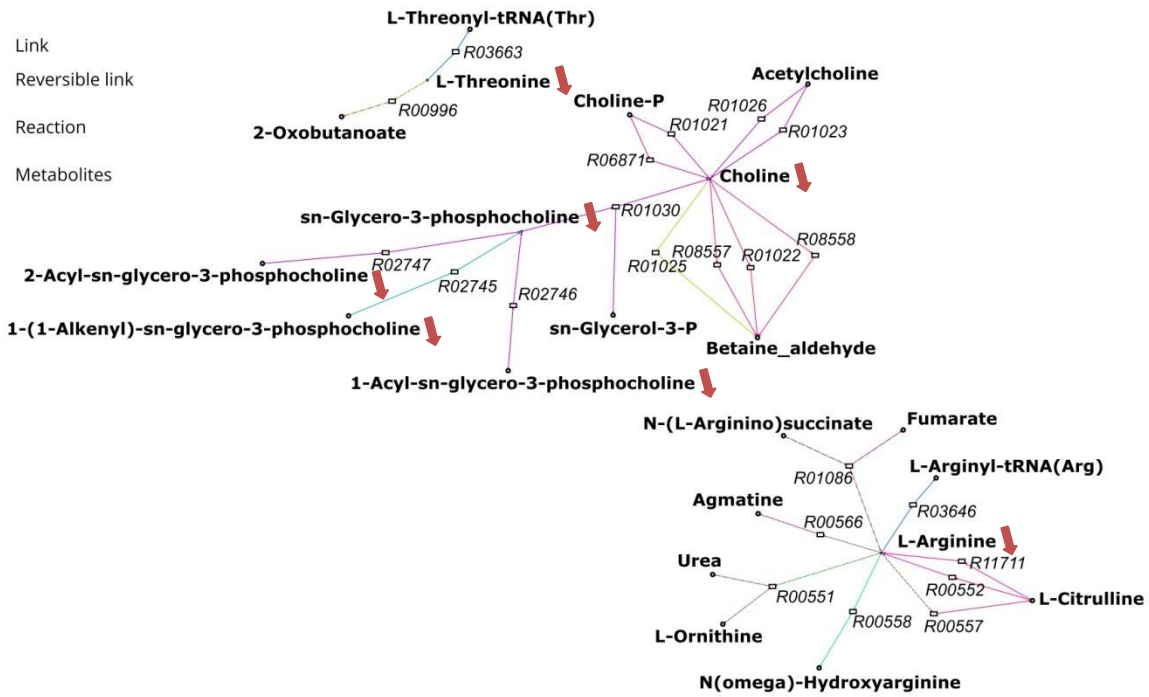 L-Threonyl-tRNA(Thr)
Link
R03663
Reversible link
L-Threonine
Acetylcholine
Choline-P
R00996
R01026
2-Oxobutanoate
R01021
R01023
Reaction
R06871
Metabolites
Choline
sn-Glycero-3-phosphocholine
R01030
R08558
R08557
R01022
R01025
R02747
2-Acyl-sn-glycero-3-phosphocholine
R02745
R02746
1-(1-Alkenyl)-sn-glycero-3-phosphocholine
sn-Glycerol-3-P
Betaine_aldehyde
1-Acyl-sn-glycero-3-phosphocholine
N-(L-Arginino)succinate
Fumarate
L-Arginyl-tRNA(Arg)
R01086
Agmatine
R03646
R00566
L-Arginine
Urea
R11711
R00552
R00551
L-Citrulline
R00558
R00557
L-Ornithine
N(omega)-Hydroxyarginine